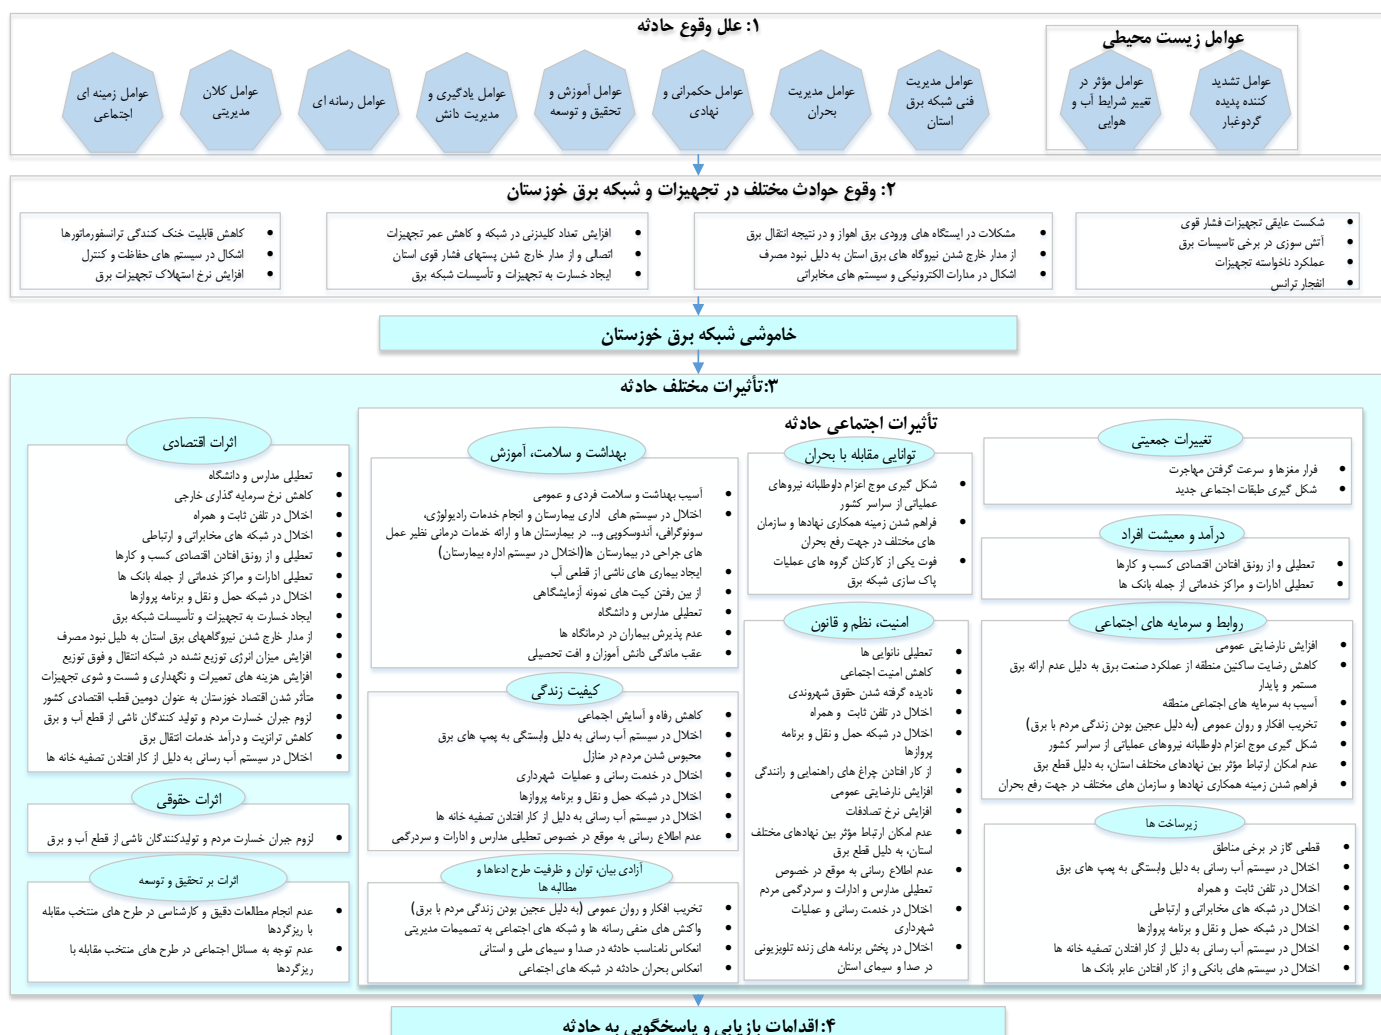 ۱: علل وقوع حادثه
عوامل زیست محیطی
عوامل تشدید
کننده پدیده
گردوغبار
عوامل مؤثر در
تغییر شرایط آب و
هوایی
عوامل مدیریت
فنی شبکه برق
استان
عوامل مدیریت
بحران
عوامل حکمرانی و
نهادی
عوامل آموزش و
تحقیق و توسعه
عوامل یادگیری و
مدیریت دانش
عوامل رسانه ای
عوامل کلان
مدیریتی
عوامل زمینه ای
اجتماعی
۲: وقوع حوادث مختلف در تجهیزات و شبکه برق خوزستان
شکست عایقی تجهیزات فشار قوی
آتش سوزی در برخی تاسیسات برق
عملکرد ناخواسته تجهیزات
انفجار ترانس
مشکلات در ایستگاه های ورودی برق اهواز و در نتیجه انتقال برق
از مدار خارج شدن نیروگاه های برق استان به دلیل نبود مصرف
اشکال در مدارات الکترونیکی و سیستم های مخابراتی
افزایش تعداد کلیدزنی در شبکه و کاهش عمر تجهیزات
اتصالی و از مدار خارج شدن پستهای فشار قوی استان
ایجاد خسارت به تجهیزات و تأسیسات شبکه برق
کاهش قابلیت خنک کنندگی ترانسفورماتورها
اشکال در سیستم های حفاظت و کنترل
افزایش نرخ استهلاک تجهیزات برق
خاموشی شبکه برق خوزستان
۳:تأثیرات مختلف حادثه
تأثیرات اجتماعی حادثه
تغییرات جمعیتی
فرار مغزها و سرعت گرفتن مهاجرت
شکل گیری طبقات اجتماعی جدید
درآمد و معیشت افراد
تعطیلی و از رونق افتادن اقتصادی کسب و کارها
تعطیلی ادارات و مراکز خدماتی از جمله بانک ها
روابط و سرمایه های اجتماعی
افزایش نارضایتی عمومی
کاهش رضایت ساکنین منطقه از عملکرد صنعت برق به دلیل عدم ارائه برق
مستمر و پایدار
آسیب به سرمایه های اجتماعی منطقه
تخریب افکار و روان عمومی (به دلیل عجین بودن زندگی مردم با برق)
شکل گیری موج اعزام داوطلبانه نیروهای عملیاتی از سراسر کشور
عدم امکان ارتباط مؤثر بین نهادهای مختلف استان، به دلیل قطع برق
فراهم شدن زمینه همکاری نهادها و سازمان های مختلف در جهت رفع بحران
زیرساخت ها
قطعی گاز در برخی مناطق
اختلال در سیستم آب رسانی به دلیل وابستگی به پمپ های برق
اختلال در تلفن ثابت و همراه
اختلال در شبکه های مخابراتی و ارتباطی
اختلال در شبکه حمل و نقل و برنامه پروازها
اختلال در سیستم آب رسانی به دلیل از کار افتادن تصفیه خانه ها
اختلال در سیستم های بانکی و از کار افتادن عابر بانک ها
توانایی مقابله با بحران
شکل گیری موج اعزام داوطلبانه نیروهای
عملیاتی از سراسر کشور
فراهم شدن زمینه همکاری نهادها و سازمان
های مختلف در جهت رفع بحران
فوت یکی از کارکنان گروه های عملیات
پاک سازی شبکه برق
امنیت، نظم و قانون
تعطیلی نانوایی ها
کاهش امنیت اجتماعی
نادیده گرفته شدن حقوق شهروندی
اختلال در تلفن ثابت و همراه
اختلال در شبکه حمل و نقل و برنامه
پروازها
از کار افتادن چراغ های راهنمایی و رانندگی
افزایش نارضایتی عمومی
افزایش نرخ تصادفات
عدم امکان ارتباط مؤثر بین نهادهای مختلف
استان، به دلیل قطع برق
عدم اطلاع رسانی به موقع در خصوص
تعطیلی مدارس و ادارات و سردرگمی مردم
اختلال در خدمت رسانی و عملیات
شهرداری
اختلال در پخش برنامه های زنده تلویزیونی
در صدا و سیمای استان
بهداشت و سلامت، آموزش
آسیب بهداشت و سلامت فردی و عمومی
اختلال در سیستم های اداری بیمارستان و انجام خدمات رادیولوژی،
سونوگرافی، آندوسکوپی و... در بیمارستان ها و ارائه خدمات درمانی نظیر عمل
های جراحی در بیمارستان ها(اختلال در سیستم اداره بیمارستان)
ایجاد بیماری های ناشی از قطعی آب
از بین رفتن کیت های نمونه آزمایشگاهی
تعطیلی مدارس و دانشگاه
عدم پذیرش بیماران در درمانگاه ها
عقب ماندگی دانش آموزان و افت تحصیلی
کیفیت زندگی
کاهش رفاه و آسایش اجتماعی
اختلال در سیستم آب رسانی به دلیل وابستگی به پمپ های برق
محبوس شدن مردم در منازل
اختلال در خدمت رسانی و عملیات شهرداری
اختلال در شبکه حمل و نقل و برنامه پروازها
اختلال در سیستم آب رسانی به دلیل از کار افتادن تصفیه خانه ها
عدم اطلاع رسانی به موقع در خصوص تعطیلی مدارس و ادارات و سردرگمی
آزادی بیان، توان و ظرفیت طرح ادعاها و
مطالبه ها
تخریب افکار و روان عمومی (به دلیل عجین بودن زندگی مردم با برق)
واکنش های منفی رسانه ها و شبکه های اجتماعی به تصمیمات مدیریتی
انعکاس نامناسب حادثه در صدا و سیمای ملی و استانی
انعکاس بحران حادثه در شبکه های اجتماعی
اثرات اقتصادی
تعطیلی مدارس و دانشگاه
کاهش نرخ سرمایه گذاری خارجی
اختلال در تلفن ثابت و همراه
اختلال در شبکه های مخابراتی و ارتباطی
تعطیلی و از رونق افتادن اقتصادی کسب و کارها
تعطیلی ادارات و مراکز خدماتی از جمله بانک ها
اختلال در شبکه حمل و نقل و برنامه پروازها
ایجاد خسارت به تجهیزات و تأسیسات شبکه برق
از مدار خارج شدن نیروگاههای برق استان به دلیل نبود مصرف
افزایش میزان انرژی توزیع نشده در شبکه انتقال و فوق توزیع
افزایش هزینه های تعمیرات و نگهداری و شست و شوی تجهیزات
متأثر شدن اقتصاد خوزستان به عنوان دومین قطب اقتصادی کشور
لزوم جبران خسارت مردم و تولید کنندگان ناشی از قطع آب و برق
کاهش ترانزیت و درآمد خدمات انتقال برق
اختلال در سیستم آب رسانی به دلیل از کار افتادن تصفیه خانه ها
اثرات حقوقی
لزوم جبران خسارت مردم و تولیدکنندگان ناشی از قطع آب و برق
اثرات بر تحقیق و توسعه
عدم انجام مطالعات دقیق و کارشناسی در طرح های منتخب مقابله
با ریزگردها
عدم توجه به مسائل اجتماعی در طرح های منتخب مقابله با
ریزگردها
۴: اقدامات بازیابی و پاسخگویی به حادثه